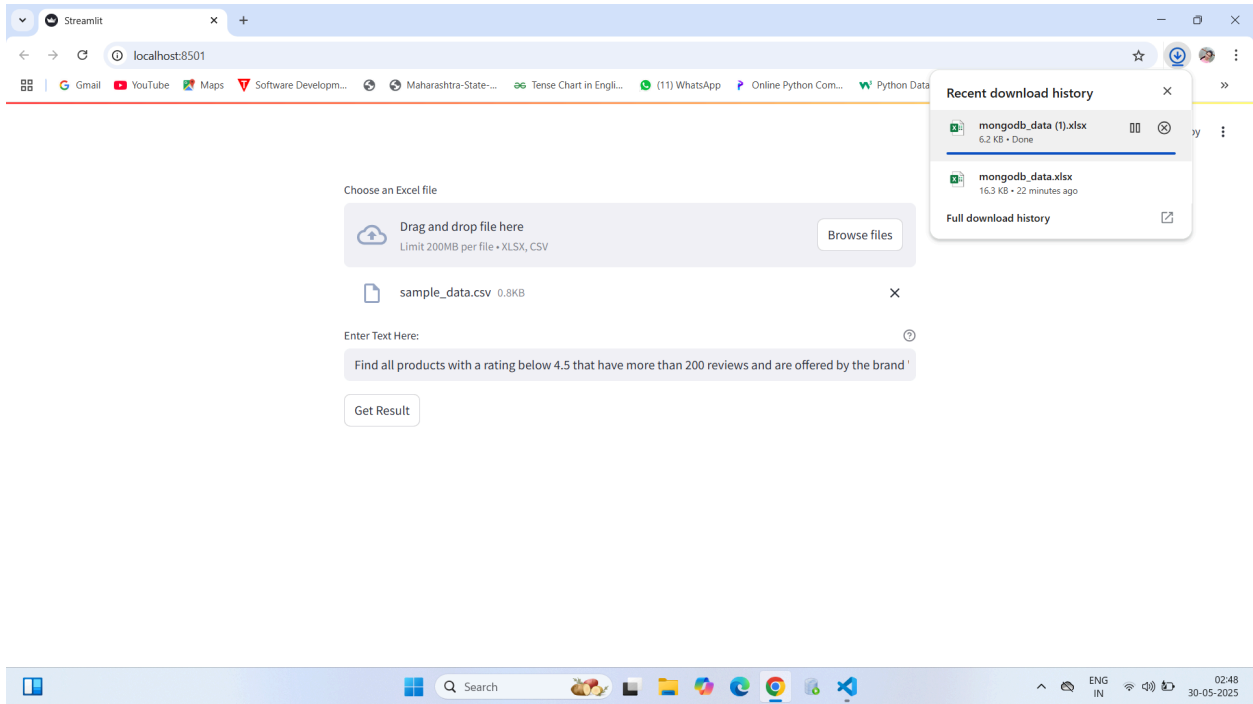 Streamlit
localhost:8501
Gmail
YouTube
Maps
Software Developm...
Maharashtra-State-...
Tense Chart in Engli...
(11) WhatsApp
Online Python Com...
Python Data
Recent download history
mongodb_data (1).xlsx
6.2 KB • Done
mongodb_data.xlsx
16.3 KB • 22 minutes ago
Full download history
Choose an Excel file
Drag and drop file here
Limit 200MB per file • XLSX, CSV
Browse files
sample_data.csv 0.8KB
Enter Text Here:
Find all products with a rating below 4.5 that have more than 200 reviews and are offered by the brand '
Get Result
Search
ENG
IN
02:48
30-05-2025